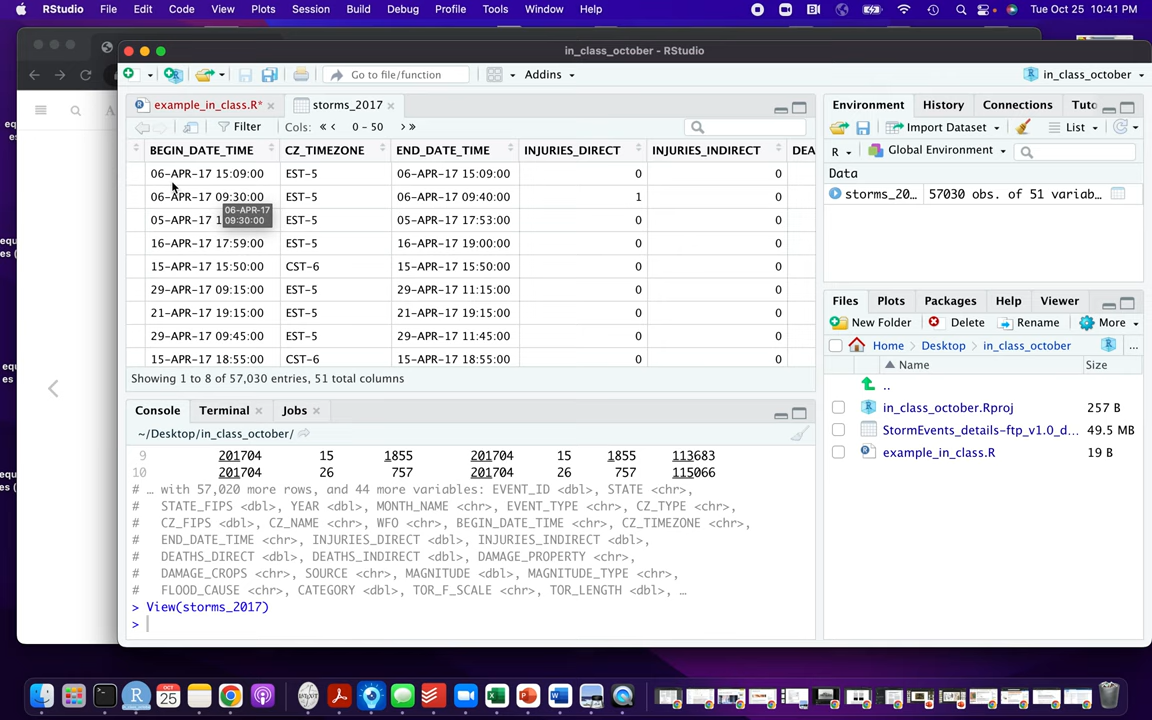 RStudio File Edit Code View Plots Session Build Debug Profile Tools Window Help Tue Oct 25 10:41 PM
in_class_october - RStudio
Go to file/function Addins in_class_october
example_in_class.R* storms_2017
Filter Cols: 0 - 50
BEGIN_DATE_TIME CZ_TIMEZONE END_DATE_TIME INJURIES_DIRECT INJURIES_INDIRECT DEA
06-APR-17 15:09:00 EST-5 06-APR-17 15:09:00 0 0
06-APR-17 09:30:00 EST-5 06-APR-17 09:40:00 1 0
05-APR-17 1 EST-5 05-APR-17 17:53:00 0 0
06-APR-17
09:30:00
16-APR-17 17:59:00 EST-5 16-APR-17 19:00:00 0 0
15-APR-17 15:50:00 CST-6 15-APR-17 15:50:00 0 0
29-APR-17 09:15:00 EST-5 29-APR-17 11:15:00 0 0
21-APR-17 19:15:00 EST-5 21-APR-17 19:15:00 0 0
29-APR-17 09:45:00 EST-5 29-APR-17 11:45:00 0 0
15-APR-17 18:55:00 CST-6 15-APR-17 18:55:00 0 0
Showing 1 to 8 of 57,030 entries, 51 total columns
Console Terminal Jobs
~/Desktop/in_class_october/
9 201704 15 1855 201704 15 1855 113683
10 201704 26 757 201704 26 757 115066
# … with 57,020 more rows, and 44 more variables: EVENT_ID <dbl>, STATE <chr>,
# STATE_FIPS <dbl>, YEAR <dbl>, MONTH_NAME <chr>, EVENT_TYPE <chr>, CZ_TYPE <chr>,
# CZ_FIPS <dbl>, CZ_NAME <chr>, WFO <chr>, BEGIN_DATE_TIME <chr>, CZ_TIMEZONE <chr>,
# END_DATE_TIME <chr>, INJURIES_DIRECT <dbl>, INJURIES_INDIRECT <dbl>,
# DEATHS_DIRECT <dbl>, DEATHS_INDIRECT <dbl>, DAMAGE_PROPERTY <chr>,
# DAMAGE_CROPS <chr>, SOURCE <chr>, MAGNITUDE <dbl>, MAGNITUDE_TYPE <chr>,
# FLOOD_CAUSE <chr>, CATEGORY <dbl>, TOR_F_SCALE <chr>, TOR_LENGTH <dbl>, …
> View(storms_2017)
>
Environment History Connections Tuto
Import Dataset List
R Global Environment
Data
storms_20… 57030 obs. of 51 variab…
Files Plots Packages Help Viewer
New Folder Delete Rename More
Home Desktop in_class_october ...
Name Size
..
in_class_october.Rproj 257 B
StormEvents_details-ftp_v1.0_d... 49.5 MB
example_in_class.R 19 B
OCT
25